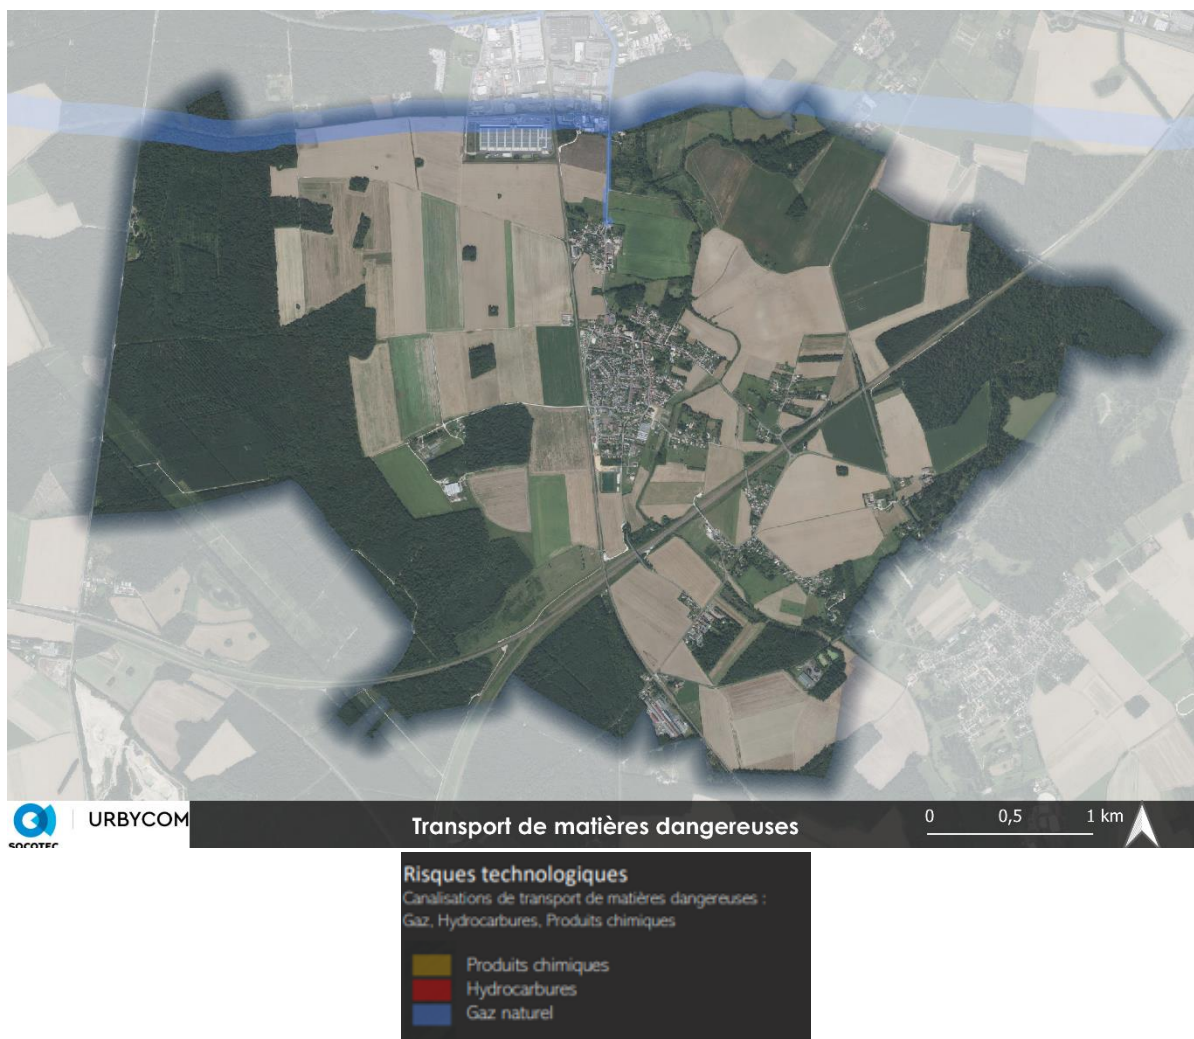 URBYCOM
SOCOTEC
Transport de matières dangereuses
0 0,5 1 km
Risques technologiques
Canalisations de transport de matières dangereuses :
Gaz, Hydrocarbures, Produits chimiques
Produits chimiques
Hydrocarbures
Gaz naturel